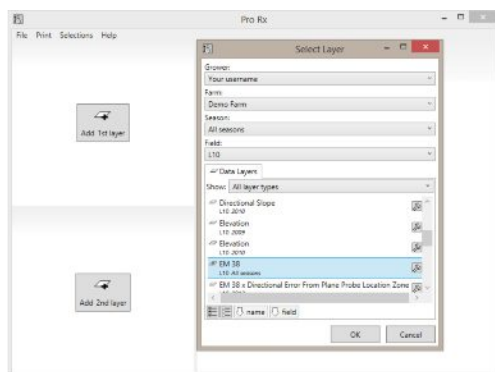 Pro Rx
File Print Selections Help
Add 1st layer
Add 2nd layer
Select Layer
Grower:
Your username
Farm:
Demo Farm
Season:
All seasons
Field:
L10
Data Layers
Show: All layer types
Directional Slope
L10 2010
Elevation
L10 2009
Elevation
L10 2010
EM 38
L10 All seasons
EM 38 x Directional Error From Plane Probe Location Zone
name field
OK Cancel